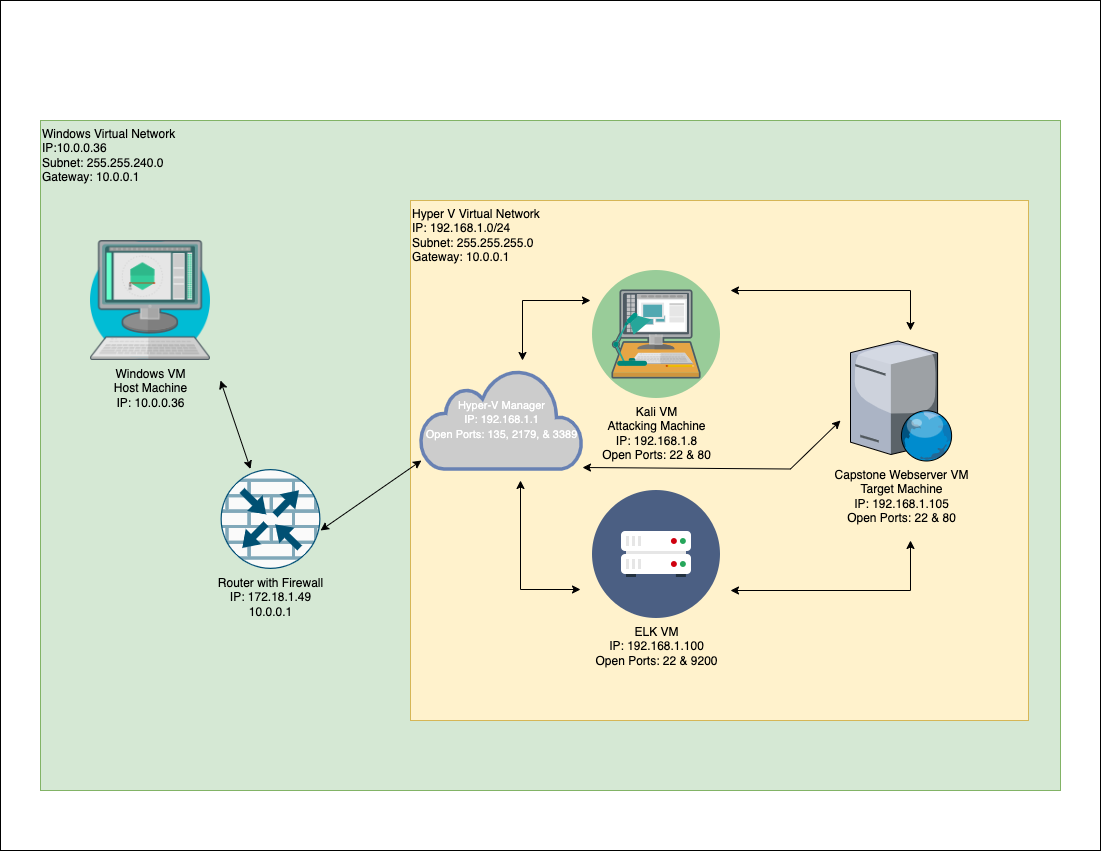 Windows Virtual Network
IP:10.0.0.36
Subnet: 255.255.240.0
Gateway: 10.0.0.1
Hyper V Virtual Network
IP: 192.168.1.0/24
Subnet: 255.255.255.0
Gateway: 10.0.0.1
Windows VM
Host Machine
IP: 10.0.0.36
Hyper-V Manager
IP: 192.168.1.1
Open Ports: 135, 2179, & 3389
Kali VM
Attacking Machine
IP: 192.168.1.8
Open Ports: 22 & 80
Capstone Webserver VM
Target Machine
IP: 192.168.1.105
Open Ports: 22 & 80
Router with Firewall
IP: 172.18.1.49
10.0.0.1
ELK VM
IP: 192.168.1.100
Open Ports: 22 & 9200